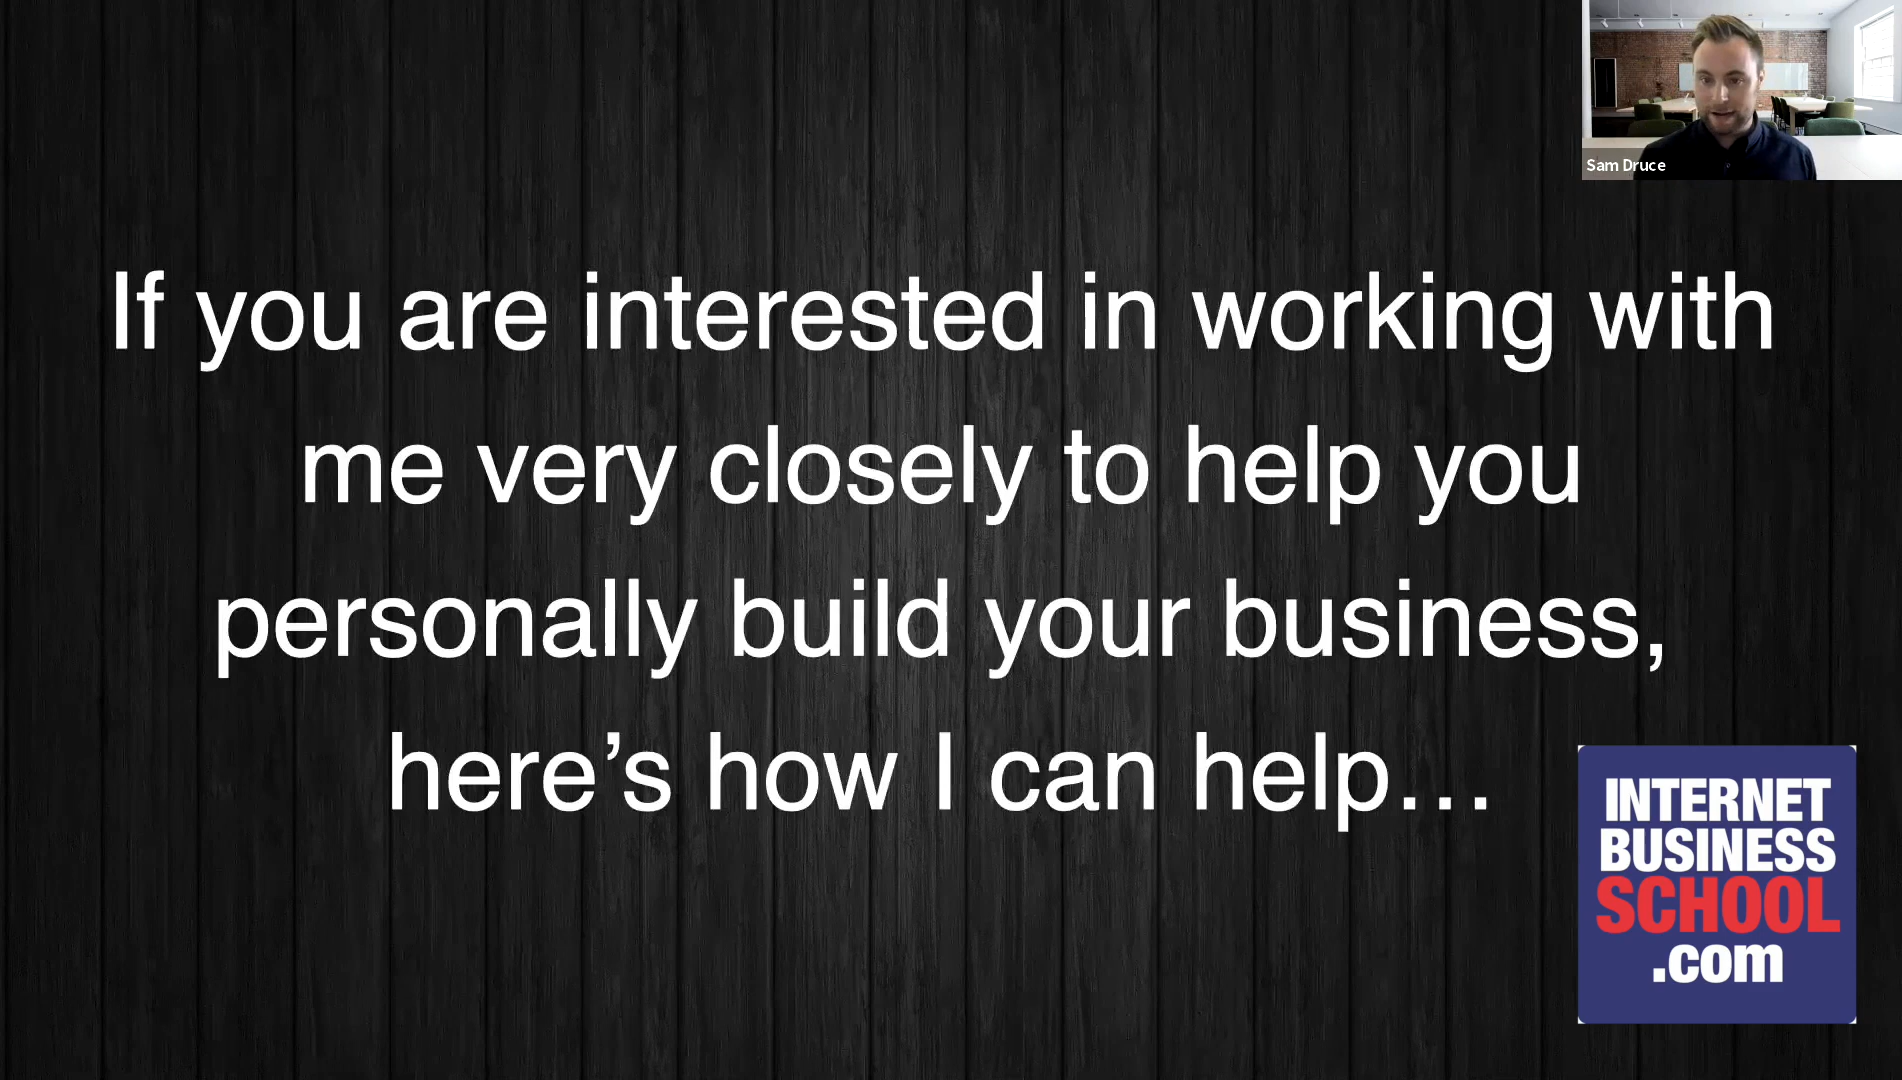 Sam Druce
If you are interested in working with
me very closely to help you
personally build your business,
here’s how I can help…
INTERNET
BUSINESS
SCHOOL
.com